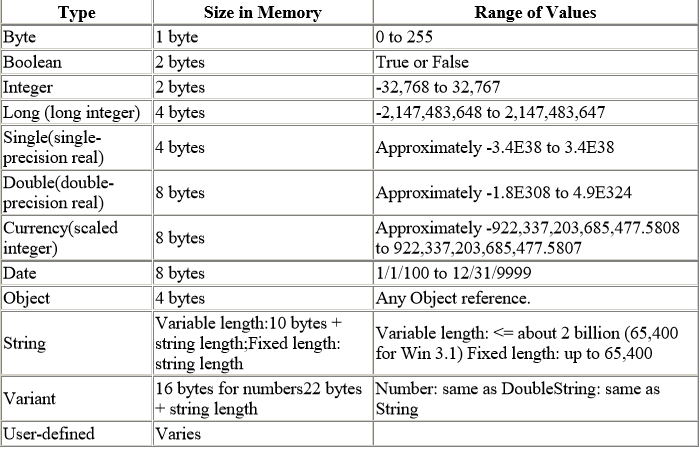 Type Size in Memory Range of Values
Byte 1 byte 0 to 255
Boolean 2 bytes True or False
Integer 2 bytes -32,768 to 32,767
Long (long integer) 4 bytes -2,147,483,648 to 2,147,483,647
Single(single-
precision real) 4 bytes Approximately -3.4E38 to 3.4E38
Double(double-
precision real) 8 bytes Approximately -1.8E308 to 4.9E324
Currency(scaled
integer) 8 bytes Approximately -922,337,203,685,477.5808
to 922,337,203,685,477.5807
Date 8 bytes 1/1/100 to 12/31/9999
Object 4 bytes Any Object reference.
String Variable length:10 bytes +
string length;Fixed length:
string length Variable length: <= about 2 billion (65,400
for Win 3.1) Fixed length: up to 65,400
Variant 16 bytes for numbers22 bytes
+ string length Number: same as DoubleString: same as
String
User-defined Varies